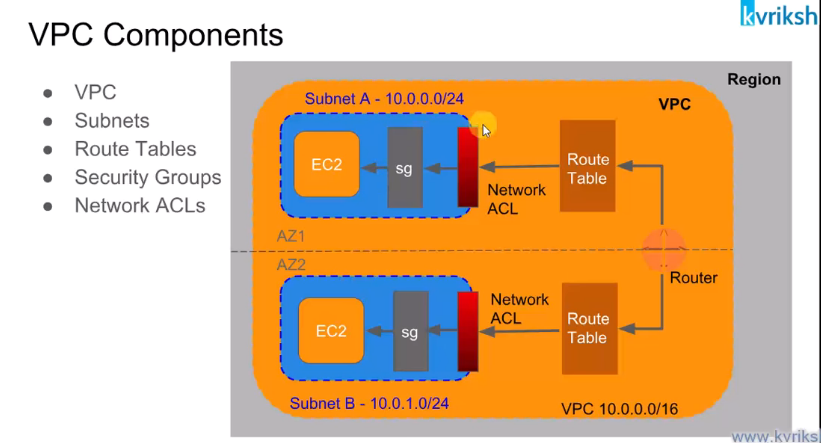 kvriksh
VPC Components
VPC
Subnets
Route Tables
Security Groups
Network ACLs
Region
Subnet A - 10.0.0.0/24
VPC
EC2
sg
Network
ACL
Route
Table
AZ1
AZ2
Router
EC2
sg
Network
ACL
Route
Table
Subnet B - 10.0.1.0/24
VPC 10.0.0.0/16
www.kvriksh